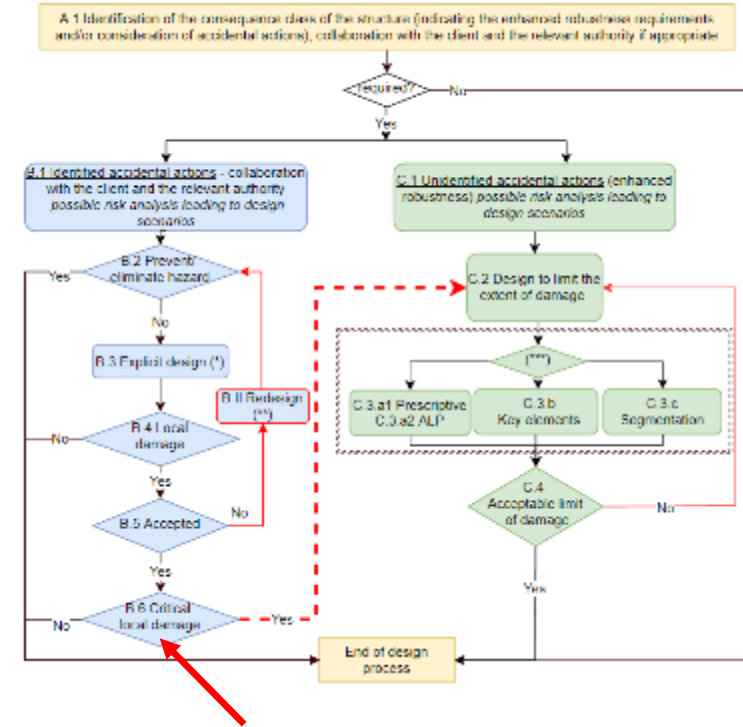 A.1 Identification of the consequence class of the structure (indicating the enhanced robustness requirements
and/or consideration of accidental actions), collaboration with the client and the relevant authority if appropriate
required?
No
Yes
B.1 Identified accidental actions - collaboration
with the client and the relevant authority
possible risk analysis leading to design
scenarios
C.1 Unidentified accidental actions (enhanced
robustness) possible risk analysis leading to
design scenarios
B.2 Prevent/
eliminate hazard
Yes
No
C.2 Design to limit the
extent of damage
B.3 Explicit design (*)
(***)
B.II Redesign
(**)
C.3.a1 Prescriptive
C.3.a2 ALP
C.3.b
Key elements
C.3.c
Segmentation
B.4 Local
damage
No
Yes
C.4
Acceptable limit
of damage
No
Yes
B.5 Accepted
No
Yes
B.6 Critical
local damage
No
Yes
End of design
process